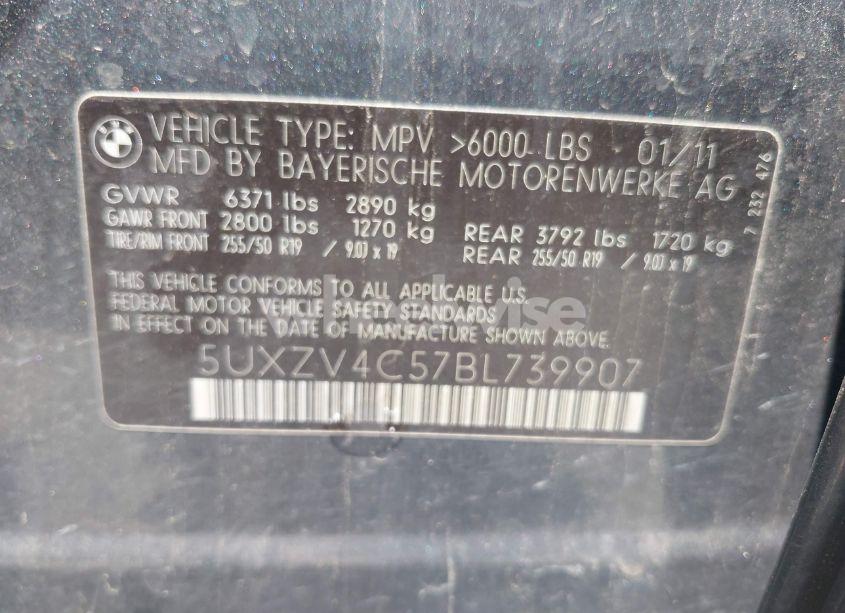 VEHICLE TYPE: MPV >6000 LBS 01/11
MFD BY BAYERISCHE MOTORENWERKE AG
GVWR 6371 lbs 2890 kg
GAWR FRONT 2800 lbs 1270 kg REAR 3792 lbs 1720 kg
TIRE/RIM FRONT 255/50 R19 / 9.0J x 19 REAR 255/50 R19 / 9.0J x 19
THIS VEHICLE CONFORMS TO ALL APPLICABLE U.S.
FEDERAL MOTOR VEHICLE SAFETY STANDARDS
IN EFFECT ON THE DATE OF MANUFACTURE SHOWN ABOVE.
5UXZV4C57BL739907
7 232 476